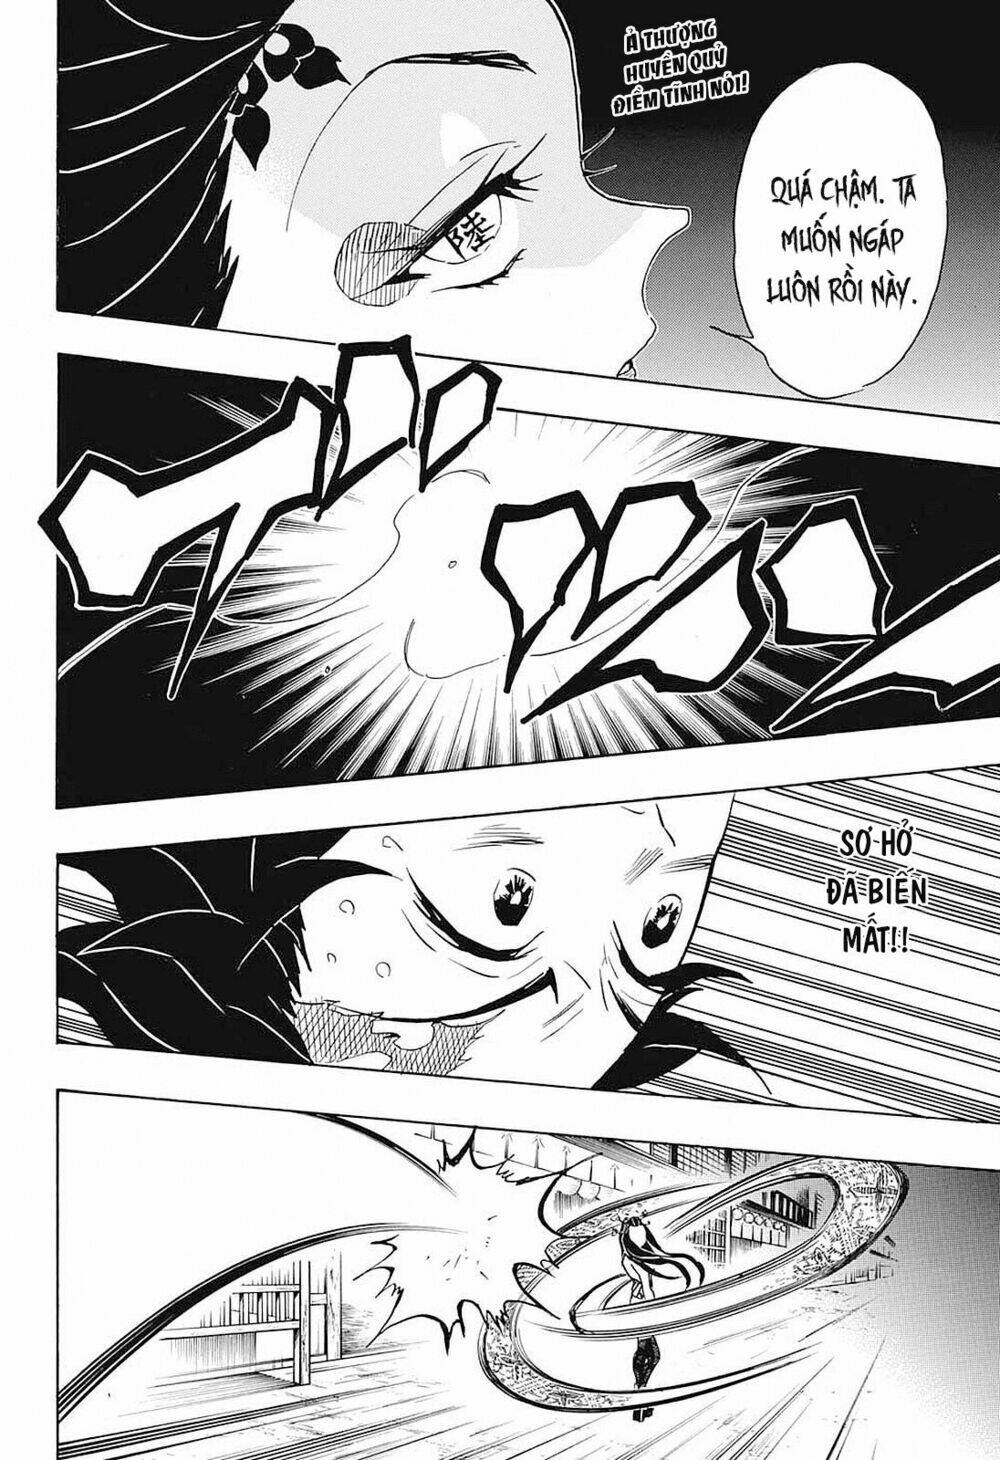 Ả THƯỢNG
HUYỀN QUỶ
ĐIỀM TĨNH NÓI!
QUÁ CHẬM. TA
MUỐN NGÁP
LUÔN RỒI NÀY.
陸
SƠ HỞ
ĐÃ BIẾN
MẤT!!